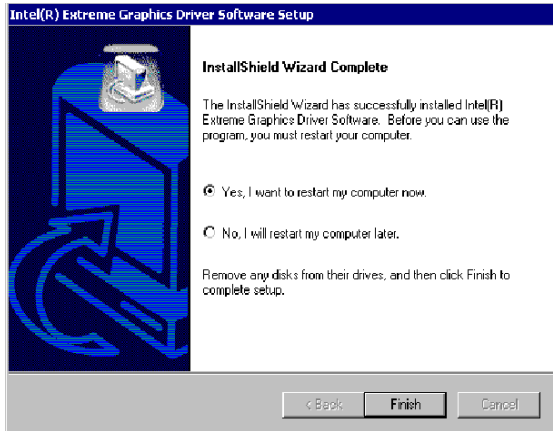 Intel(R) Extreme Graphics Driver Software Setup
InstallShield Wizard Complete
The InstallShield Wizard has successfully installed Intel(R)
Extreme Graphics Driver Software. Before you can use the
program, you must restart your computer.
Yes, I want to restart my computer now.
No, I will restart my computer later.
Remove any disks from their drives, and then click Finish to
complete setup.
< Back
Finish
Cancel